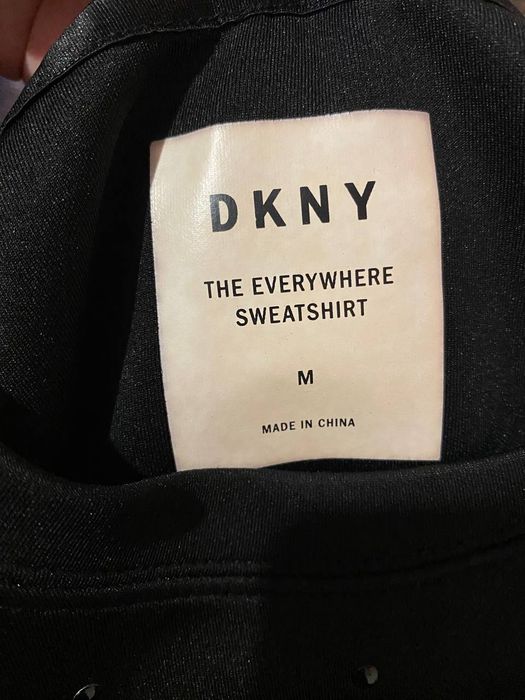 DKNY
THE EVERYWHERE
SWEATSHIRT
M
MADE IN CHINA